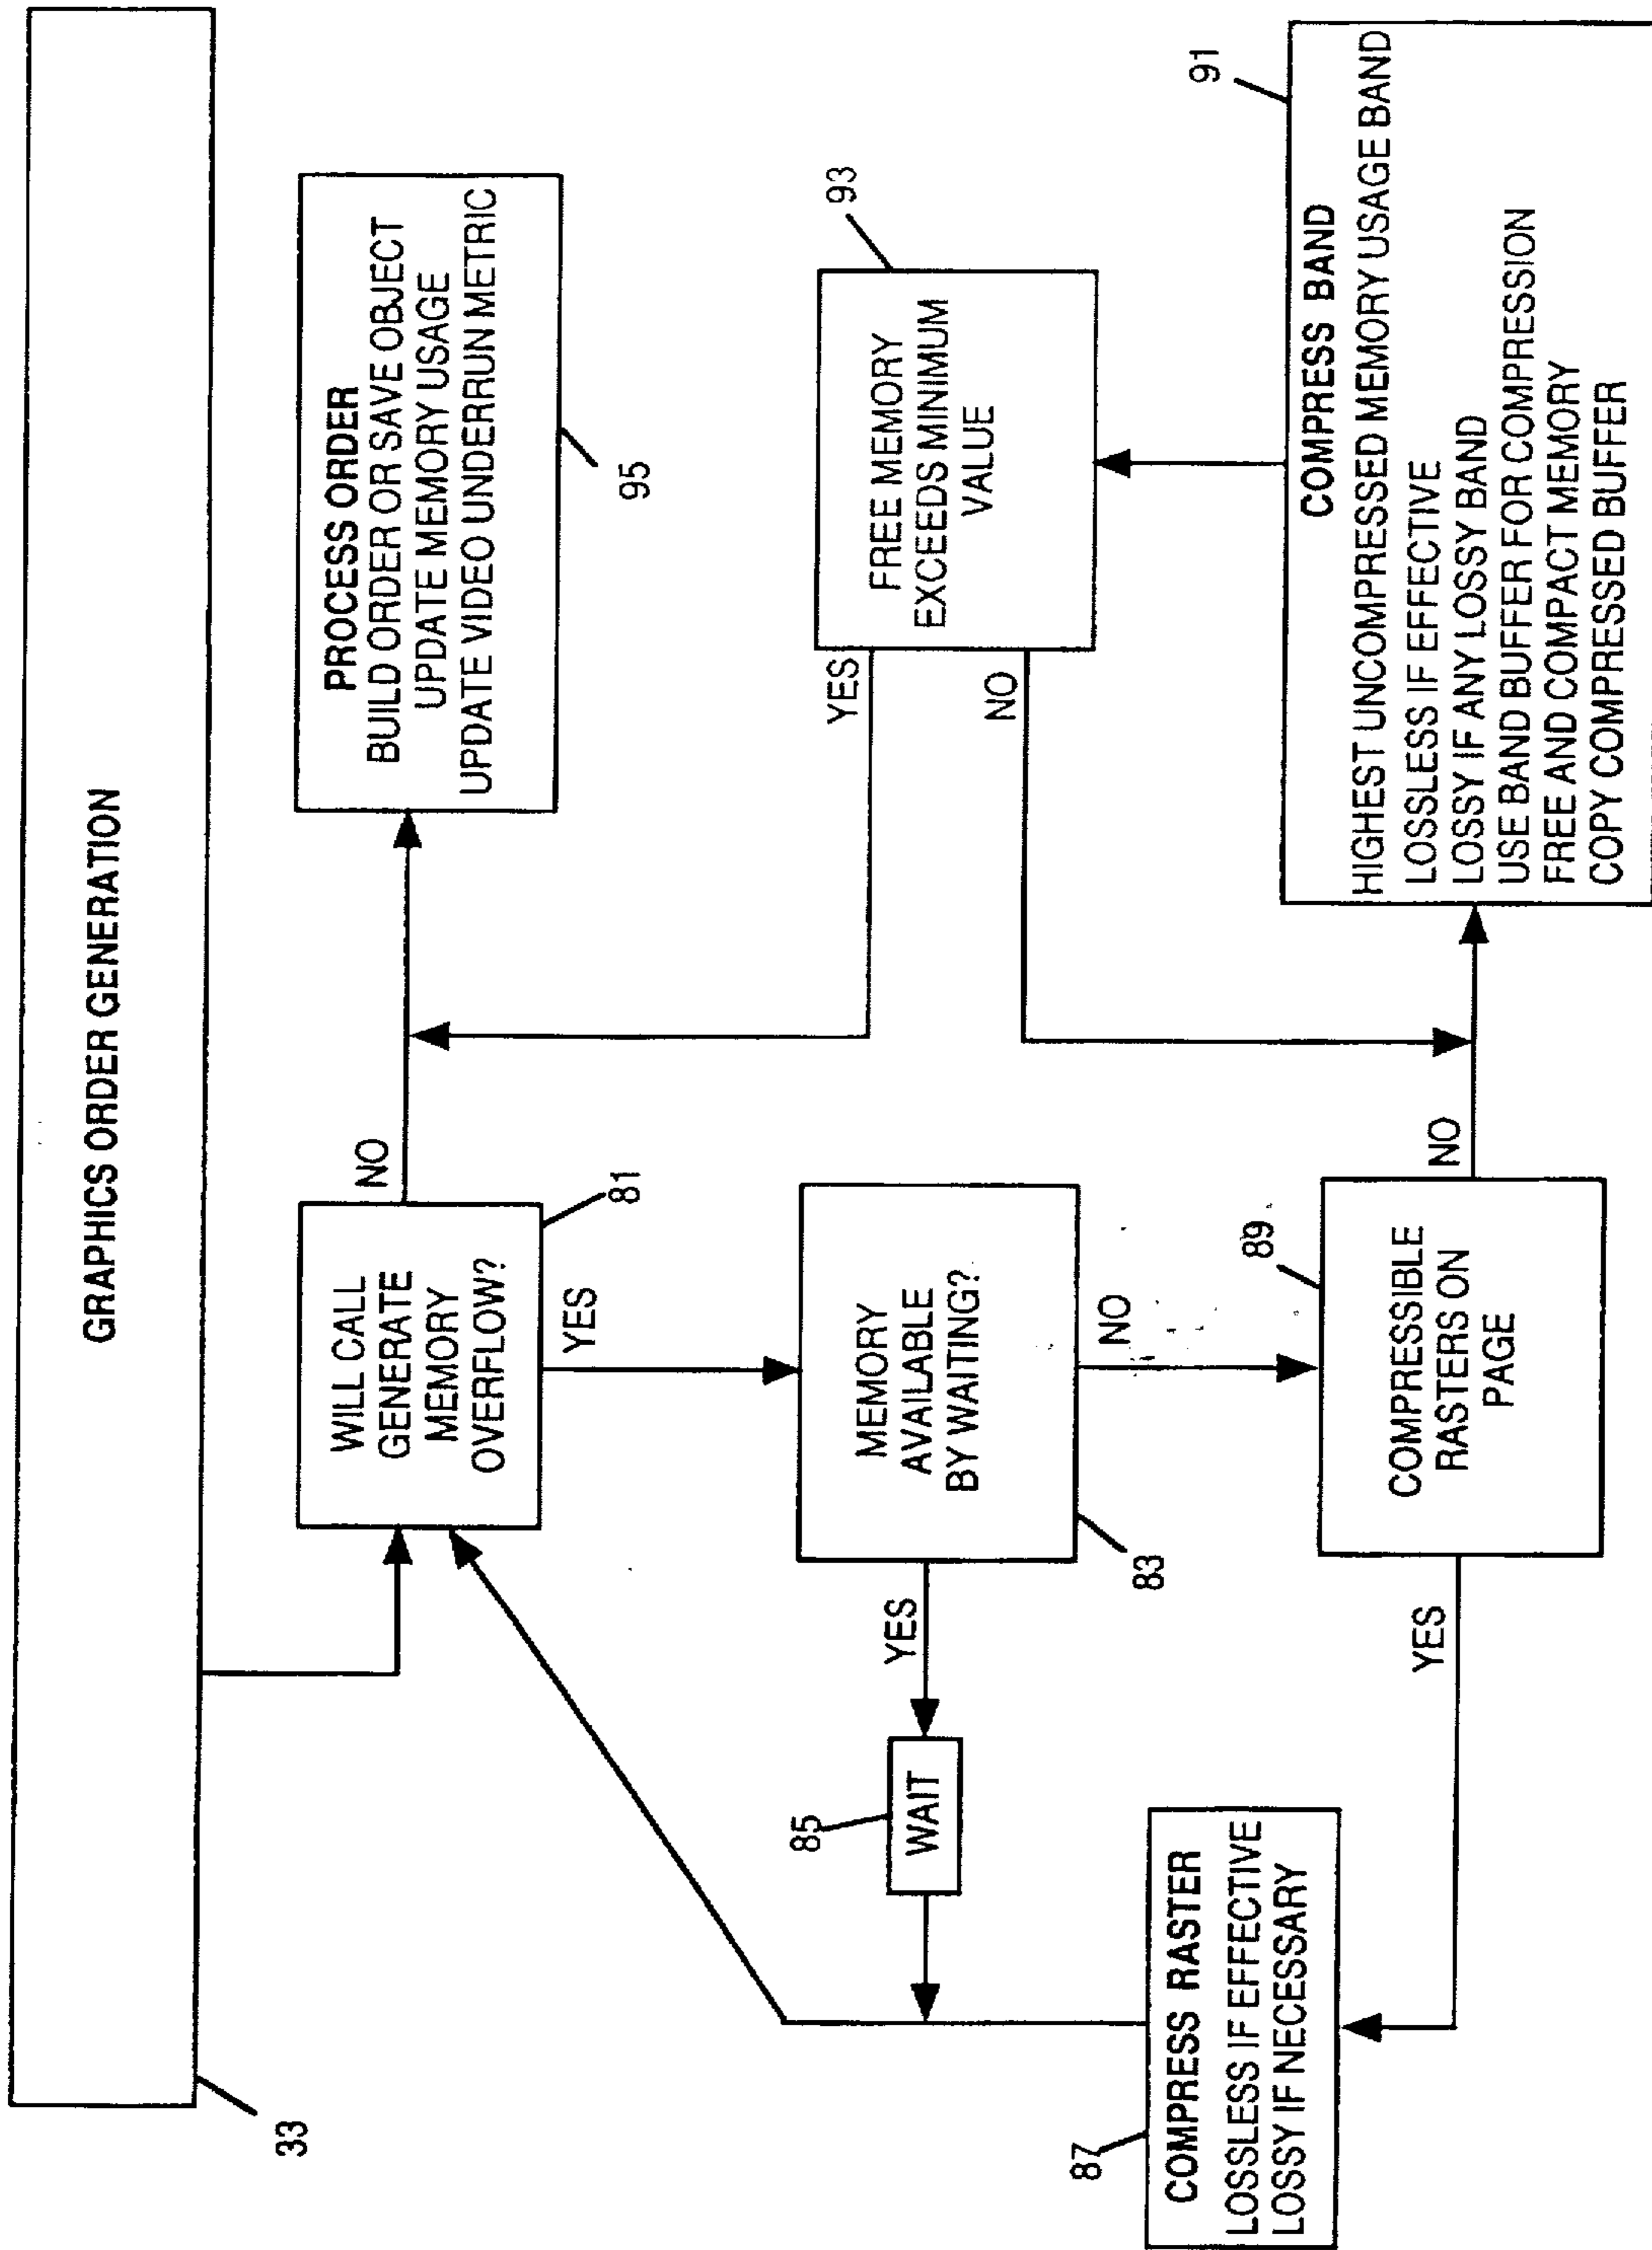 GRAPHICS ORDER GENERATION
33
WILL CALL
GENERATE
MEMORY
OVERFLOW?
81
NO
YES
PROCESS ORDER
BUILD ORDER OR SAVE OBJECT
UPDATE MEMORY USAGE
UPDATE VIDEO UNDERRUN METRIC
95
MEMORY
AVAILABLE
BY WAITING?
83
YES
NO
85
WAIT
FREE MEMORY
EXCEEDS MINIMUM
VALUE
93
YES
NO
87
COMPRESS RASTER
LOSSLESS IF EFFECTIVE
LOSSY IF NECESSARY
COMPRESSIBLE
RASTERS ON
PAGE
89
YES
NO
91
COMPRESS BAND
HIGHEST UNCOMPRESSED MEMORY USAGE BAND
LOSSLESS IF EFFECTIVE
LOSSY IF ANY LOSSY BAND
USE BAND BUFFER FOR COMPRESSION
FREE AND COMPACT MEMORY
COPY COMPRESSED BUFFER